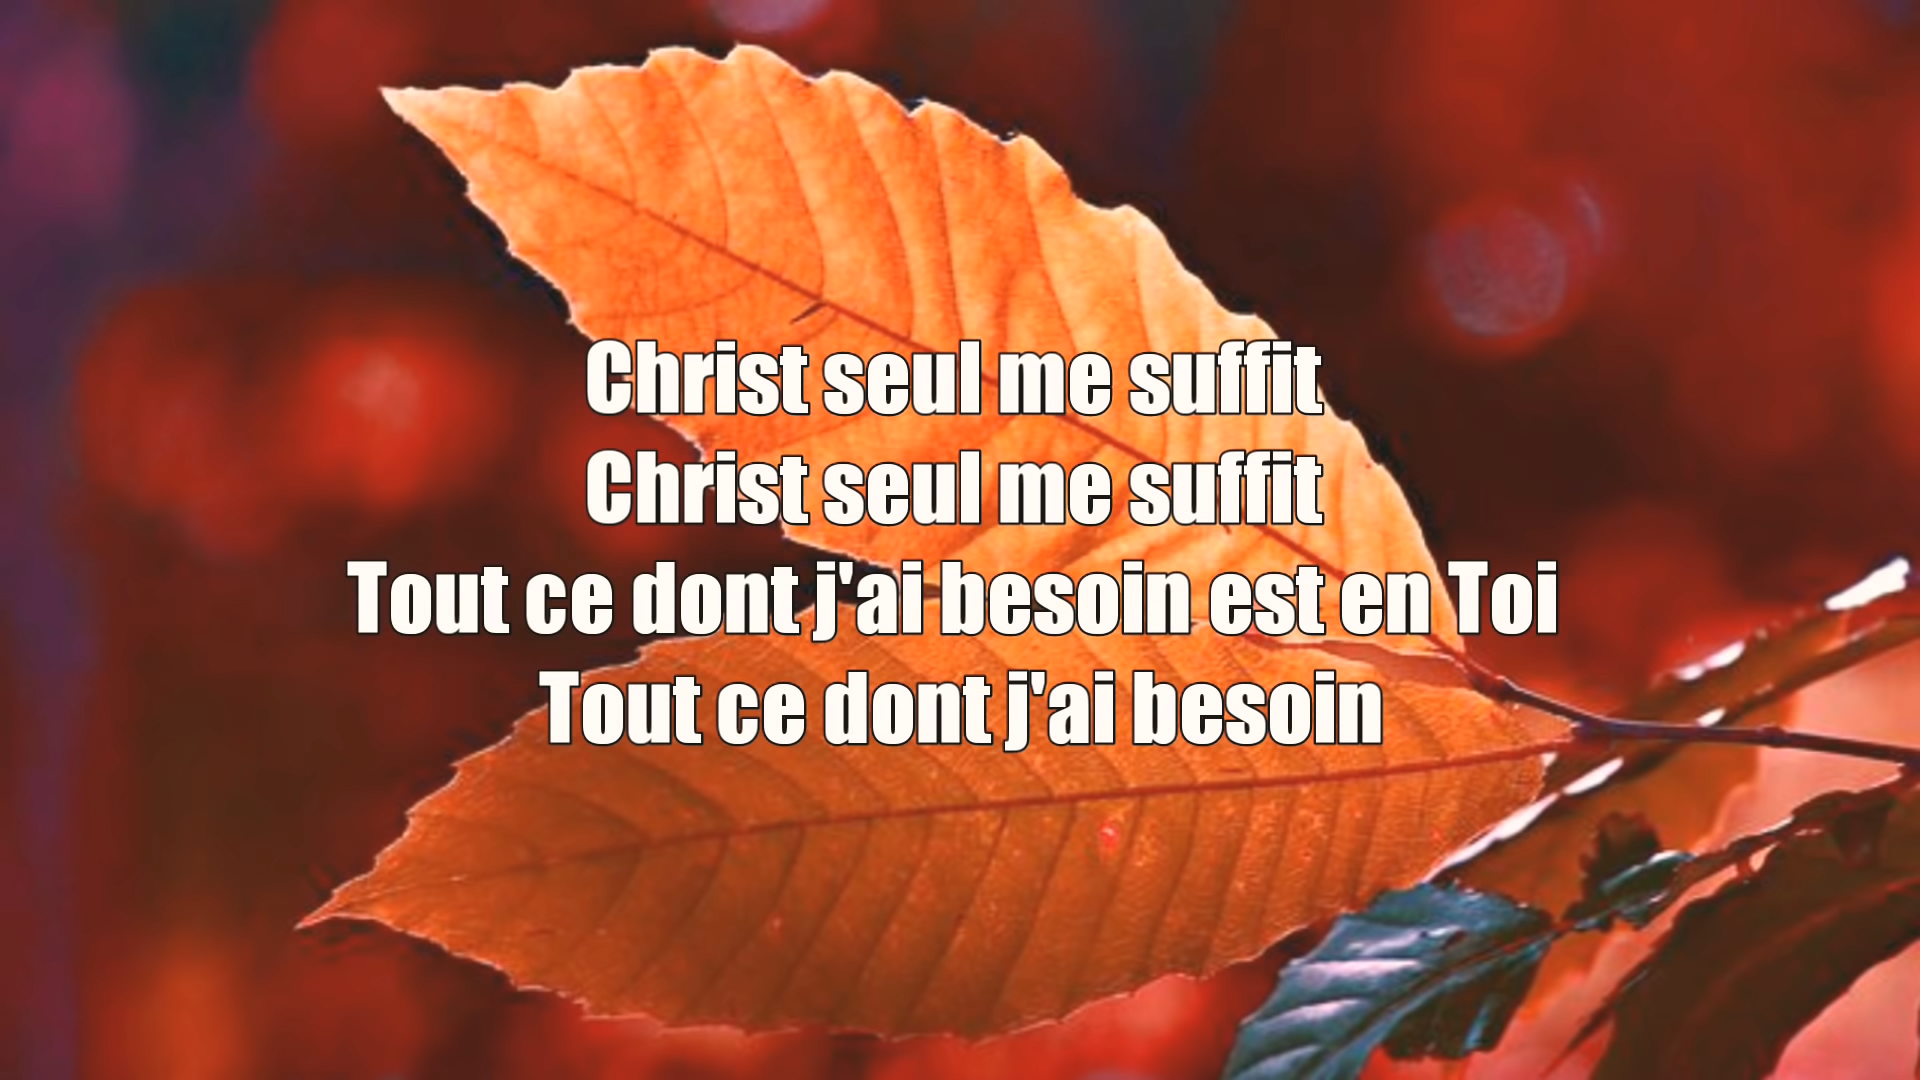 Christ seul me suffit
Christ seul me suffit
Tout ce dont j'ai besoin est en Toi
Tout ce dont j'ai besoin